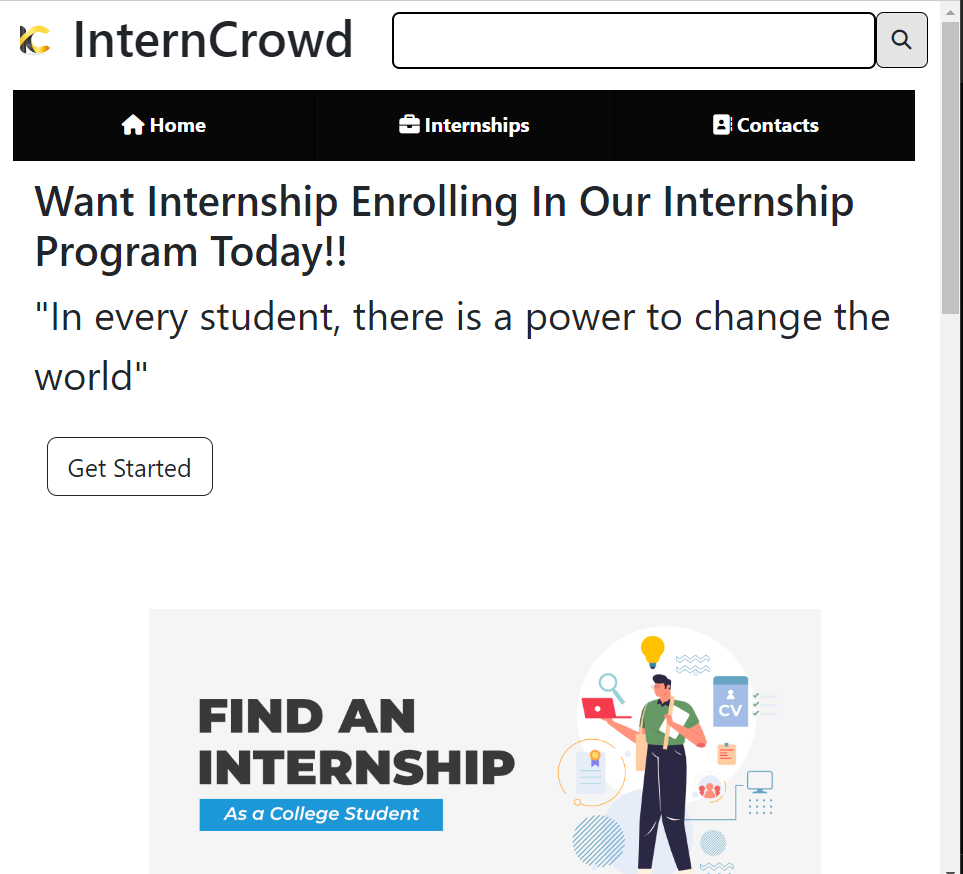 InternCrowd
Home
Internships
Contacts
Want Internship Enrolling In Our Internship
Program Today!!
"In every student, there is a power to change the
world"
Get Started
FIND AN
INTERNSHIP
As a College Student
CV